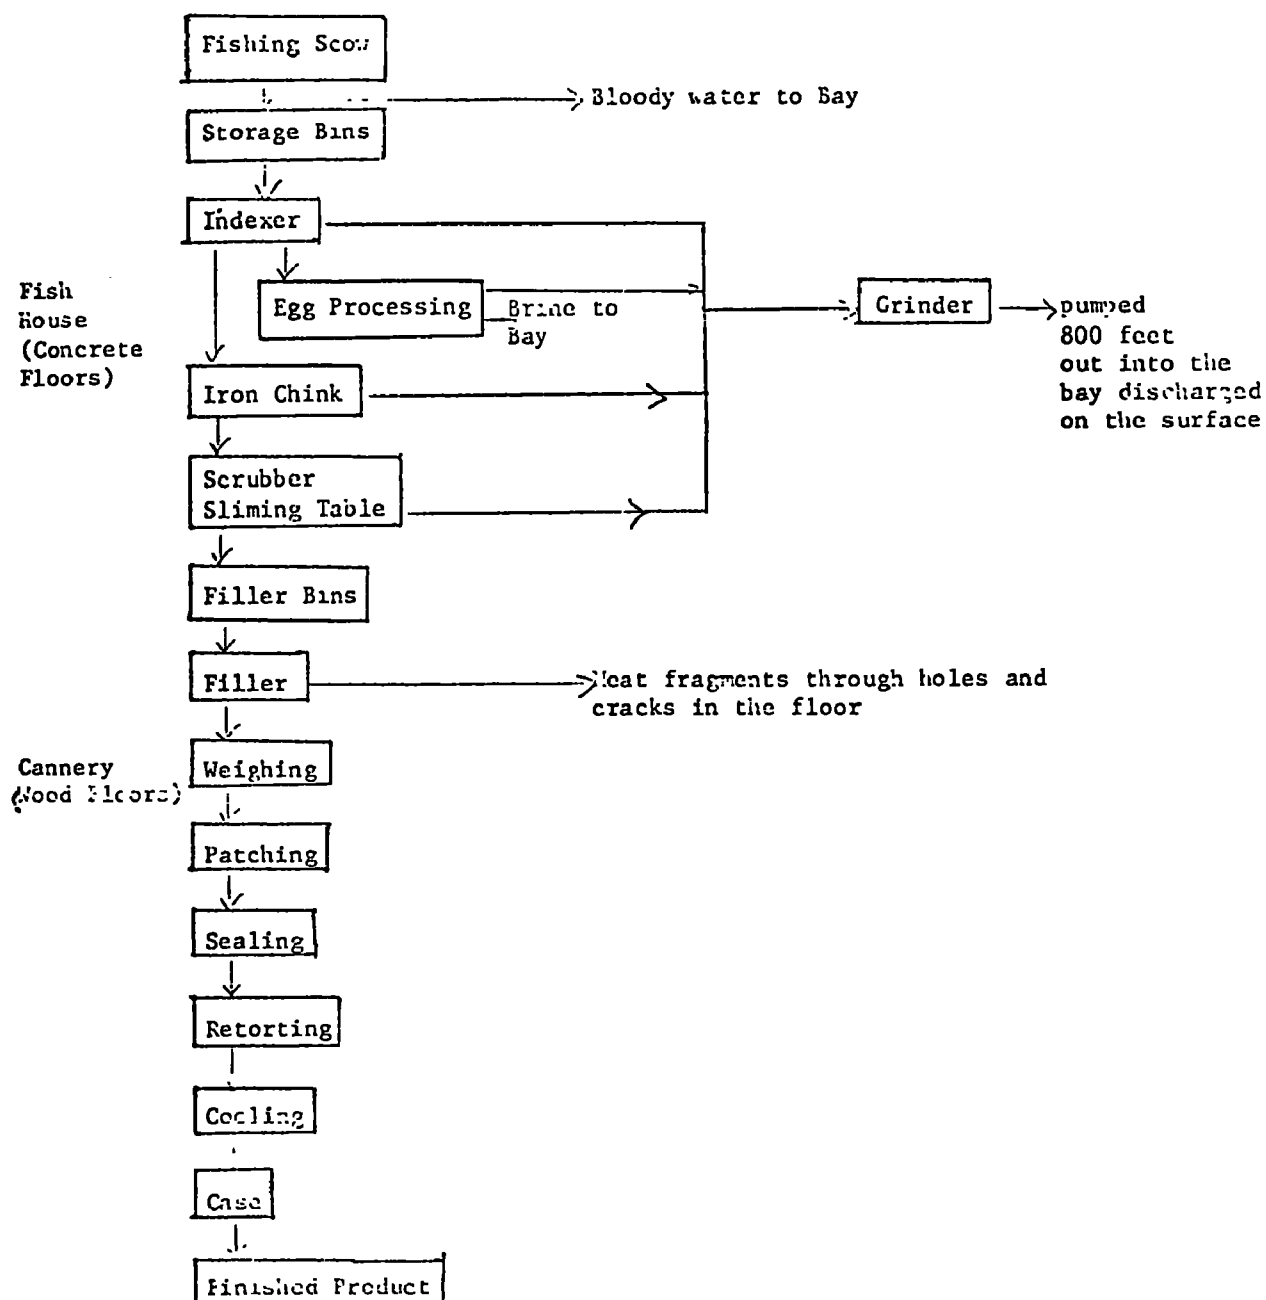 Fishing Scow
Bloody water to Bay
Storage Bins
Indexer
Fish
House
(Concrete
Floors)
Egg Processing
Brine to
Bay
Grinder
pumped
800 feet
out into the
bay discharged
on the surface
Iron Chink
Scrubber
Sliming Table
Filler Bins
Filler
Meat fragments through holes and
cracks in the floor
Cannery
(Wood Floors)
Weighing
Patching
Sealing
Retorting
Cooling
Case
Finished Product